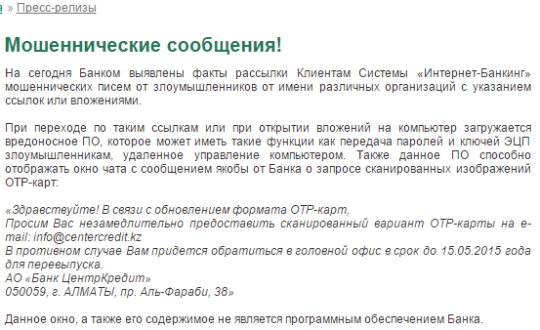 » Пресс-релизы
Мошеннические сообщения!
На сегодня Банком выявлены факты рассылки Клиентам Системы «Интернет-Банкинг»
мошеннических писем от злоумышленников от имени различных организаций с указанием
ссылок или вложениями.
При переходе по таким ссылкам или при открытии вложений на компьютер загружается
вредоносное ПО, которое может иметь такие функции как передача паролей и ключей ЭЦП
злоумышленникам, удаленное управление компьютером. Также данное ПО способно
отображать окно чата с сообщением якобы от Банка о запросе сканированных изображений
ОТР-карт:
«Здравствуйте! В связи с обновлением формата ОТР-карт,
Просим Вас незамедлительно предоставить сканированный вариант ОТР-карты на e-
mail: info@centercredit.kz
В противном случае Вам придется обратиться в головной офис в срок до 15.05.2015 года
для перевыпуска.
АО «Банк ЦентрКредит»
050059, г. АЛМАТЫ, пр. Аль-Фараби, 38»
Данное окно, а также его содержимое не является программным обеспечением Банка.